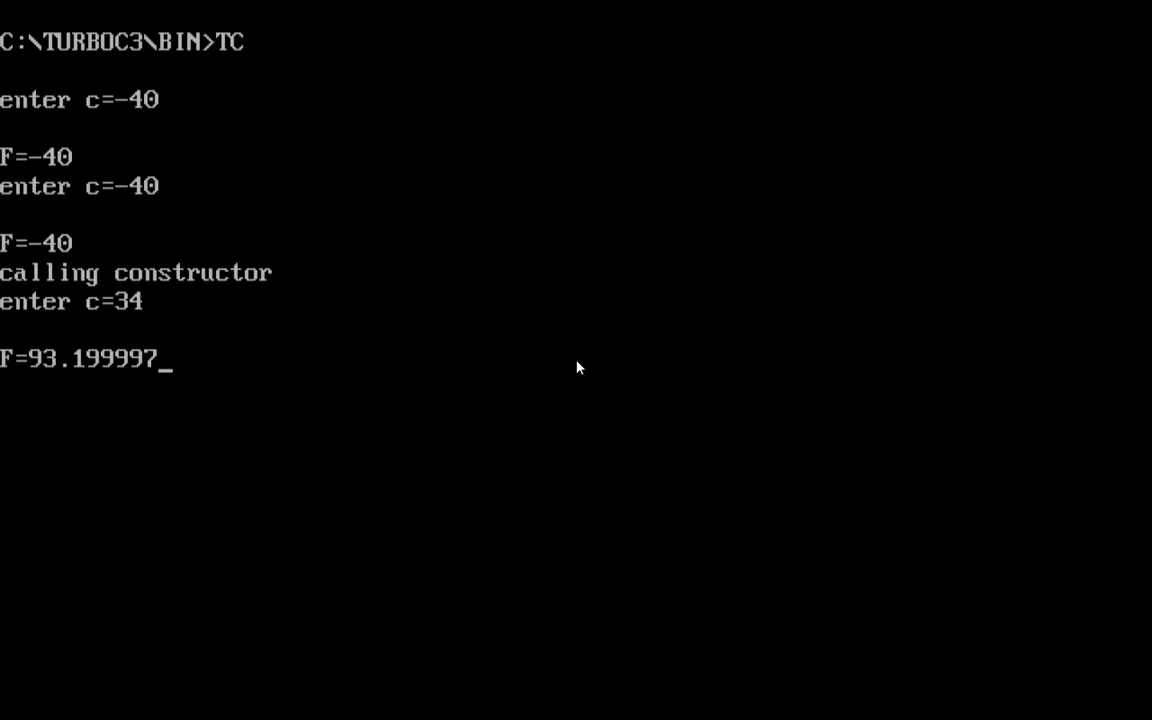 C:\TURBOC3\BIN>TC
enter c=-40
F=-40
enter c=-40
F=-40
calling constructor
enter c=34
F=93.199997_